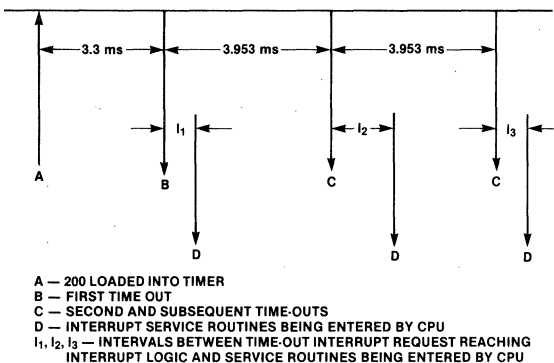 3.3 ms 3.953 ms 3.953 ms
I1 I2 I3
A B C C
D D D
A — 200 LOADED INTO TIMER
B — FIRST TIME OUT
C — SECOND AND SUBSEQUENT TIME-OUTS
D — INTERRUPT SERVICE ROUTINES BEING ENTERED BY CPU
I1, I2, I3 — INTERVALS BETWEEN TIME-OUT INTERRUPT REQUEST REACHING
INTERRUPT LOGIC AND SERVICE ROUTINES BEING ENTERED BY CPU